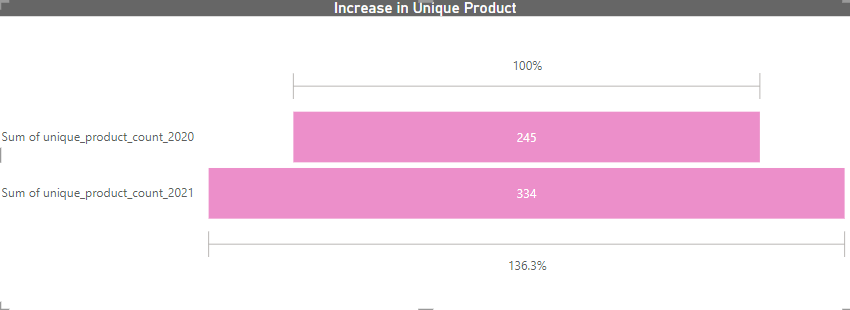 Increase in Unique Product
100%
Sum of unique_product_count_2020
245
Sum of unique_product_count_2021
334
136.3%